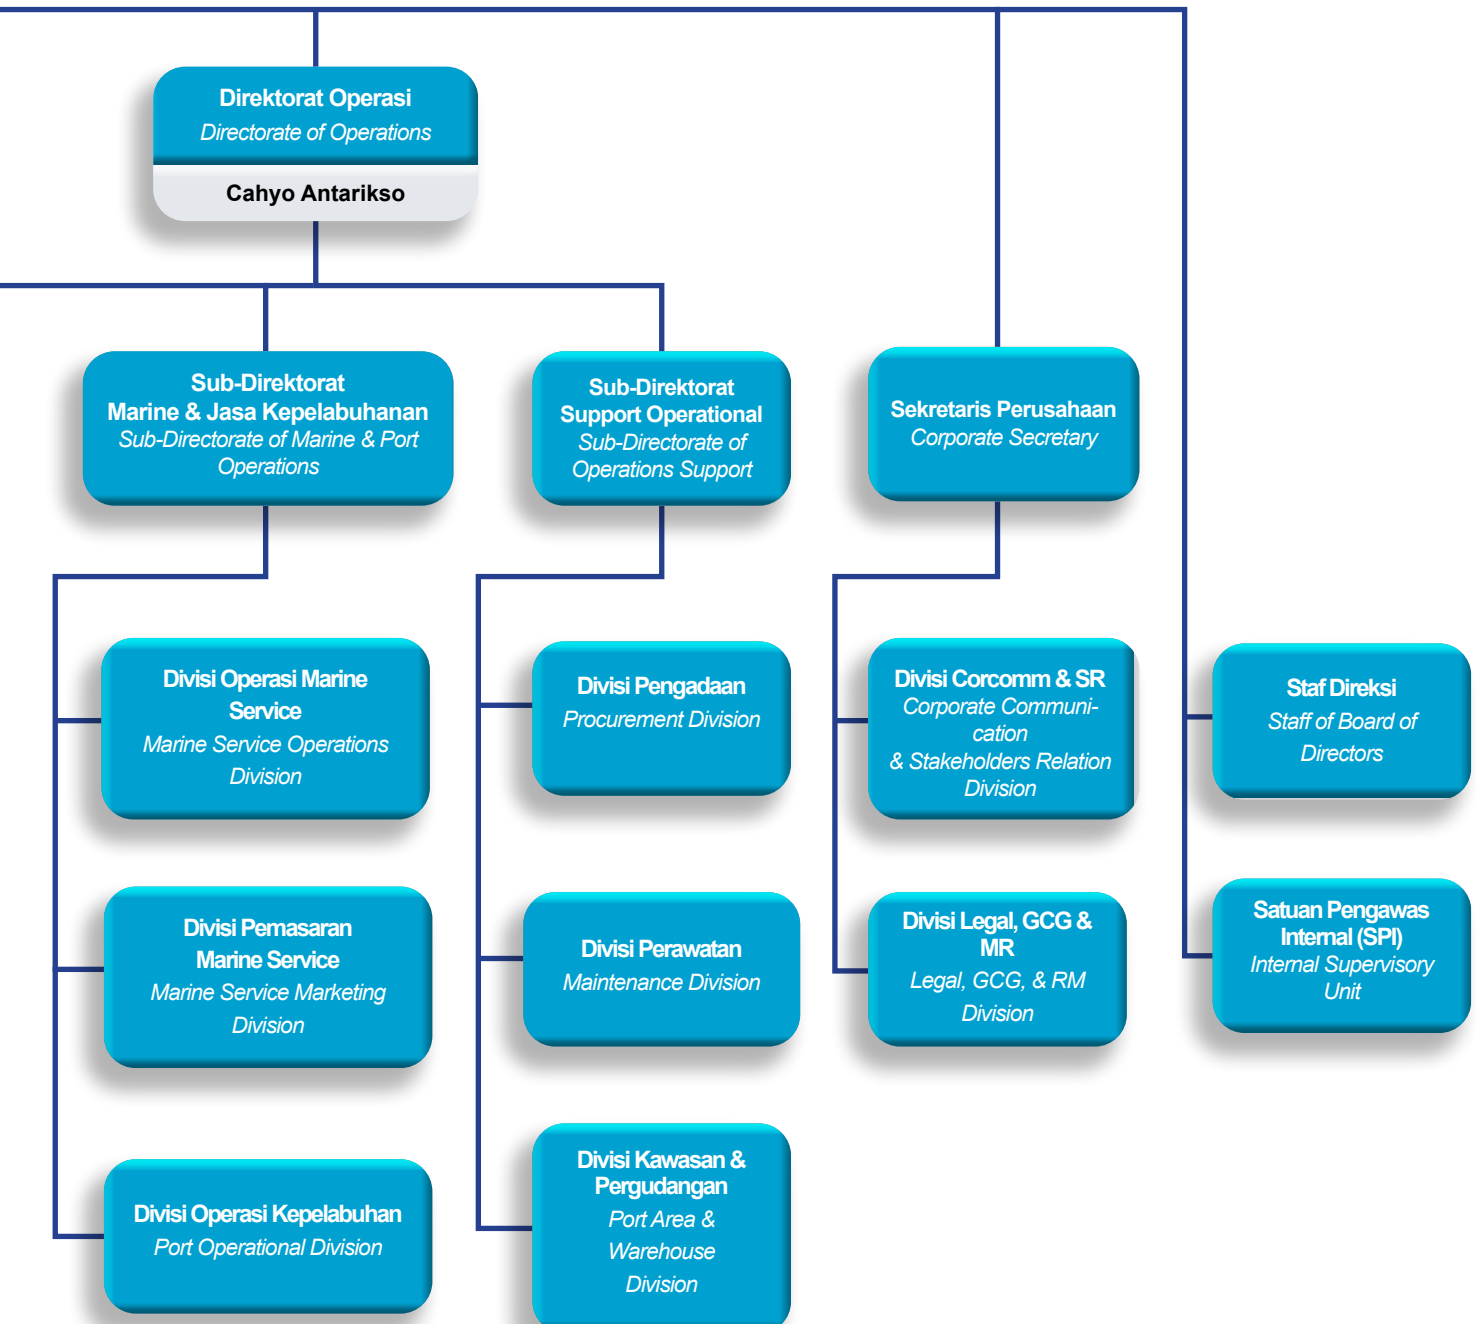 Direktorat Operasi
Directorate of Operations
Cahyo Antarikso
Sub-Direktorat
Marine & Jasa Kepelabuhanan
Sub-Directorate of Marine & Port
Operations
Sub-Direktorat
Support Operational
Sub-Directorate of
Operations Support
Sekretaris Perusahaan
Corporate Secretary
Divisi Operasi Marine
Service
Marine Service Operations
Division
Divisi Pengadaan
Procurement Division
Divisi Corcomm & SR
Corporate Communi-
cation
& Stakeholders Relation
Division
Staf Direksi
Staff of Board of
Directors
Divisi Pemasaran
Marine Service
Marine Service Marketing
Division
Divisi Perawatan
Maintenance Division
Divisi Legal, GCG &
MR
Legal, GCG, & RM
Division
Satuan Pengawas
Internal (SPI)
Internal Supervisory
Unit
Divisi Operasi Kepelabuhan
Port Operational Division
Divisi Kawasan &
Pergudangan
Port Area &
Warehouse
Division